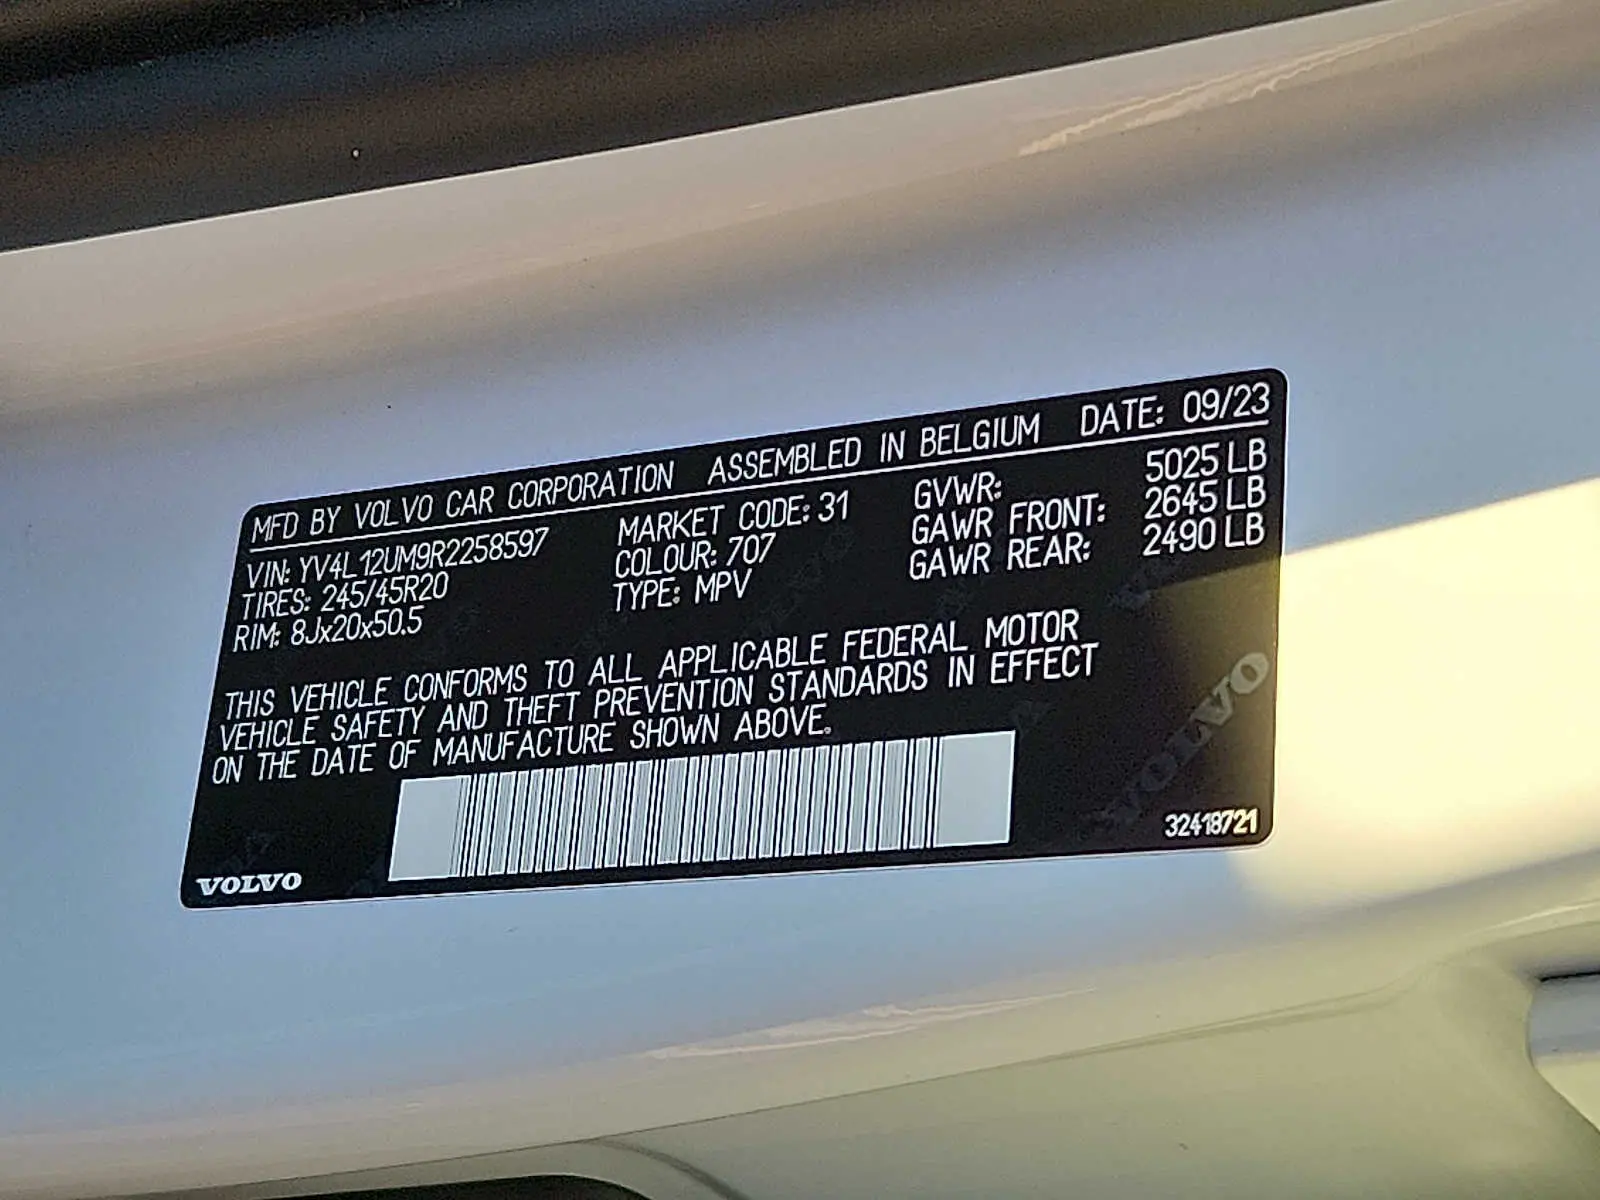 MFD BY VOLVO CAR CORPORATION ASSEMBLED IN BELGIUM DATE: 09/23
VIN: YV4L12UM9R2258597 MARKET CODE: 31 GVWR: 5025 LB
TIRES: 245/45R20 COLOUR: 707 GAWR FRONT: 2645 LB
RIM: 8Jx20x50.5 TYPE: MPV GAWR REAR: 2490 LB
THIS VEHICLE CONFORMS TO ALL APPLICABLE FEDERAL MOTOR
VEHICLE SAFETY AND THEFT PREVENTION STANDARDS IN EFFECT
ON THE DATE OF MANUFACTURE SHOWN ABOVE.
VOLVO
32418721
VOLVO